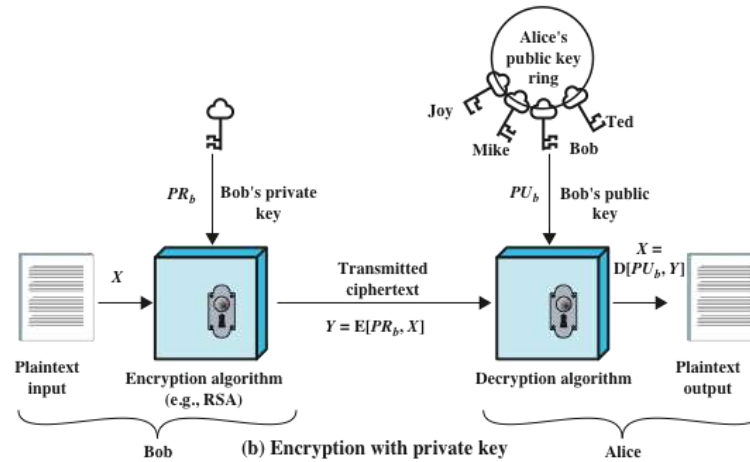 Alice's
public key
ring
Joy
Mike
Bob
Ted
PR_b
Bob's private
key
PU_b
Bob's public
key
X
Transmitted
ciphertext
Y = E[PR_b, X]
X =
D[PU_b, Y]
Plaintext
input
Encryption algorithm
(e.g., RSA)
Decryption algorithm
Plaintext
output
Bob
(b) Encryption with private key
Alice